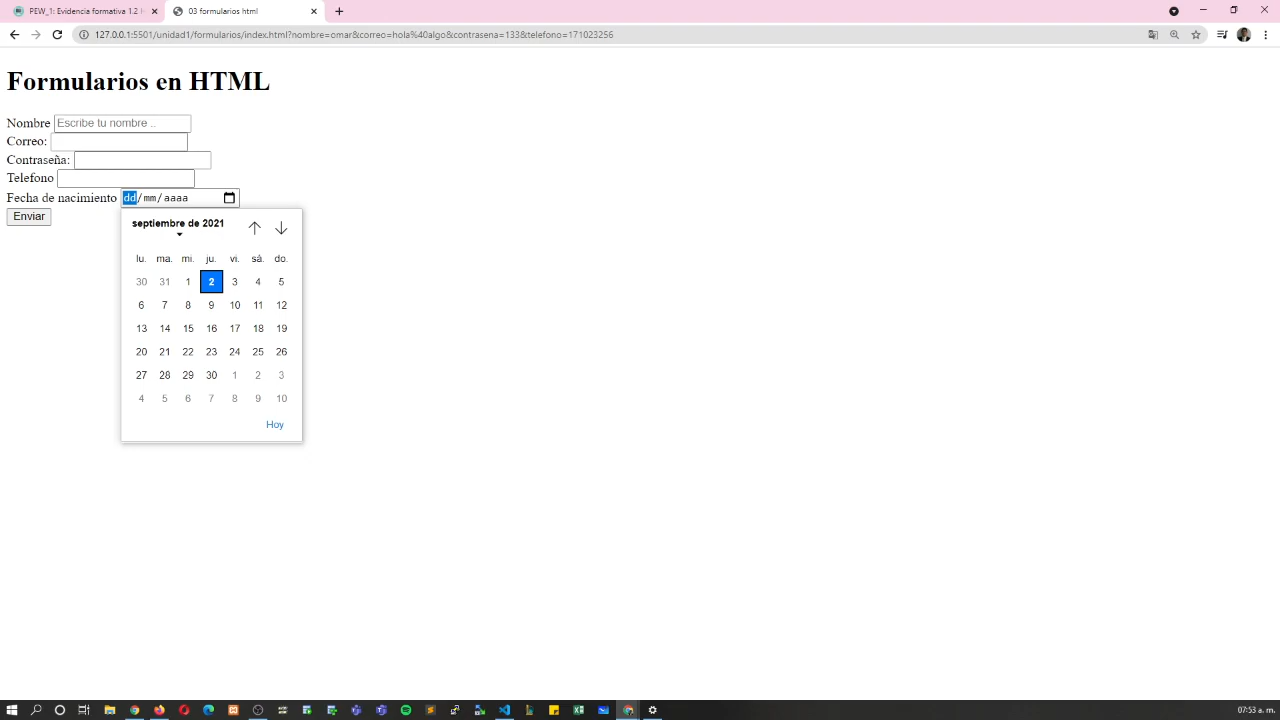 PEW_1: Evidencia formativa 1.2
03 formularios html
127.0.0.1:5501/unidad1/formularios/index.html?nombre=omar&correo=hola%40algo&contrasena=133&telefono=171023256
Formularios en HTML
Nombre Escribe tu nombre ..
Correo:
Contraseña:
Telefono
Fecha de nacimiento dd/mm/aaaa
Enviar
septiembre de 2021
lu. ma. mi. ju. vi. sá. do.
30 31 1 2 3 4 5
6 7 8 9 10 11 12
13 14 15 16 17 18 19
20 21 22 23 24 25 26
27 28 29 30 1 2 3
4 5 6 7 8 9 10
Hoy
07:53 a. m.